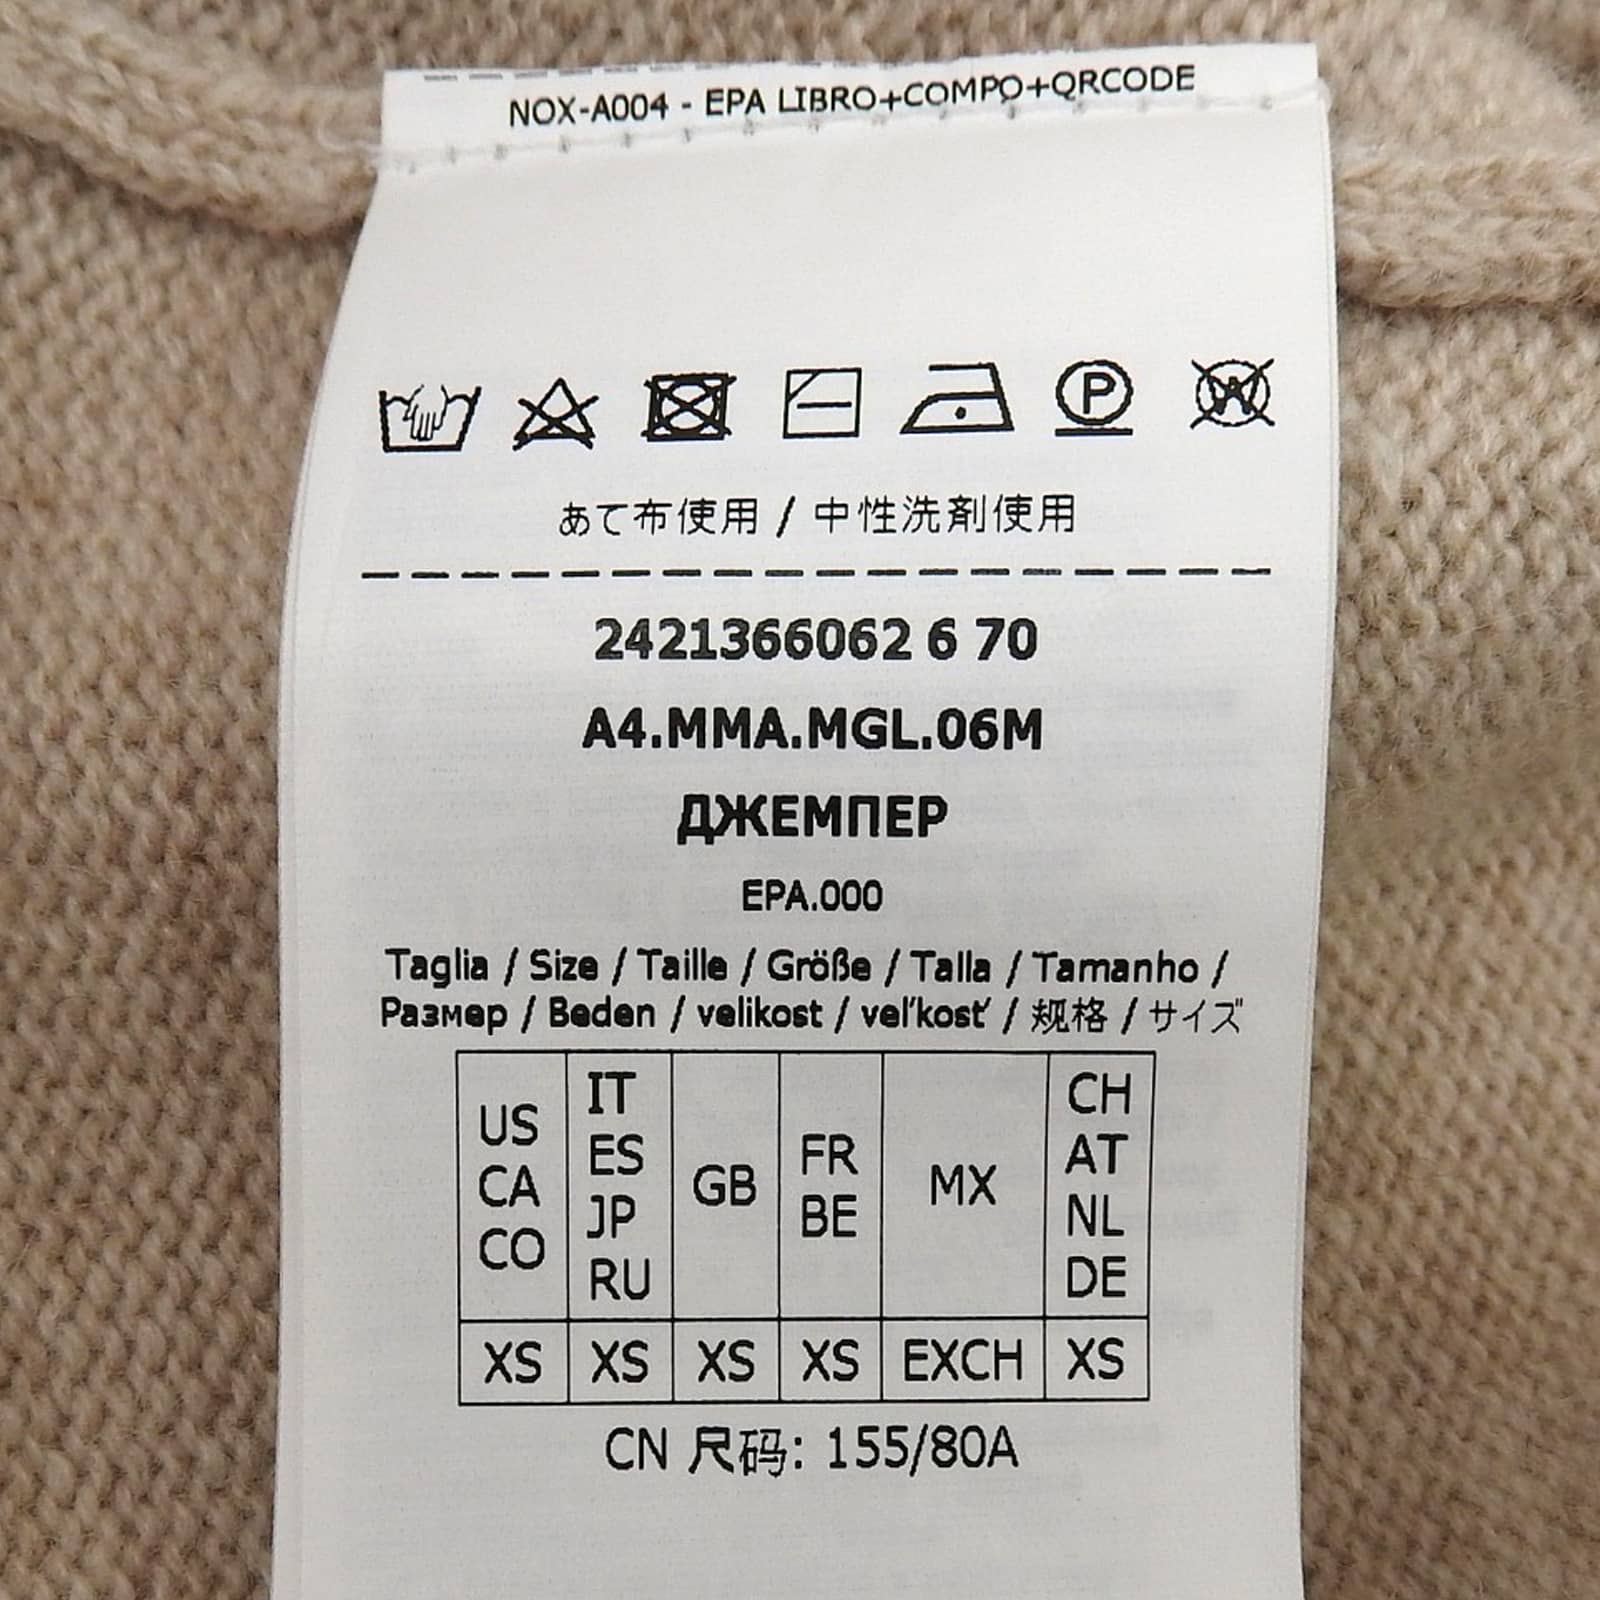 NOX-A004 - EPA LIBRO+COMPO+QRCODE
P W
あて布使用 / 中性洗剤使用
2421366062 6 70
A4.MMA.MGL.06M
ДЖЕМПЕР
EPA.000
Taglia / Size / Taille / Größe / Talla / Tamanho /
Размер / Beden / velikost / veľkosť / 规格 / サイズ
US CA CO
IT ES JP RU
GB
FR BE
MX
CH AT NL DE
XS XS XS XS EXCH XS
CN 尺码: 155/80A